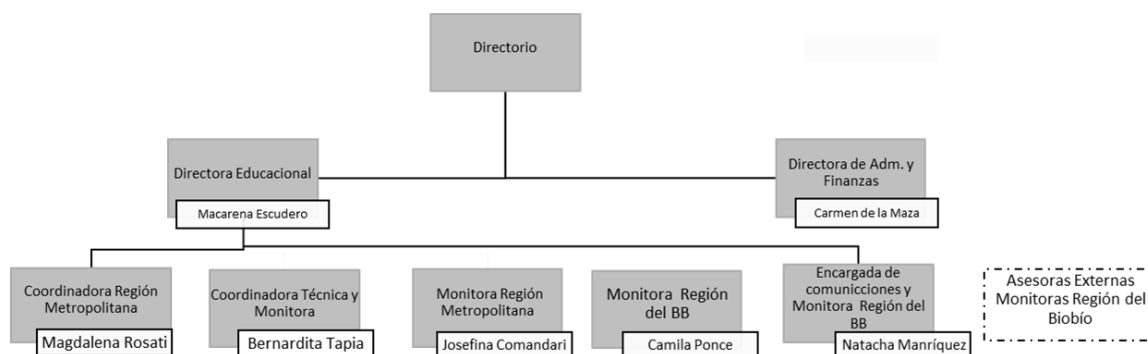 Directorio
Directora Educacional
Macarena Escudero
Directora de Adm. y
Finanzas
Carmen de la Maza
Coordinadora Región
Metropolitana
Magdalena Rosati
Coordinadora Técnica y
Monitora
Bernardita Tapia
Monitora Región
Metropolitana
Josefina Comandari
Monitora Región
del BB
Camila Ponce
Encargada de
comunicciones y
Monitora Región del
BB
Natacha Manríquez
Asesoras Externas
Monitoras Región del
Biobío